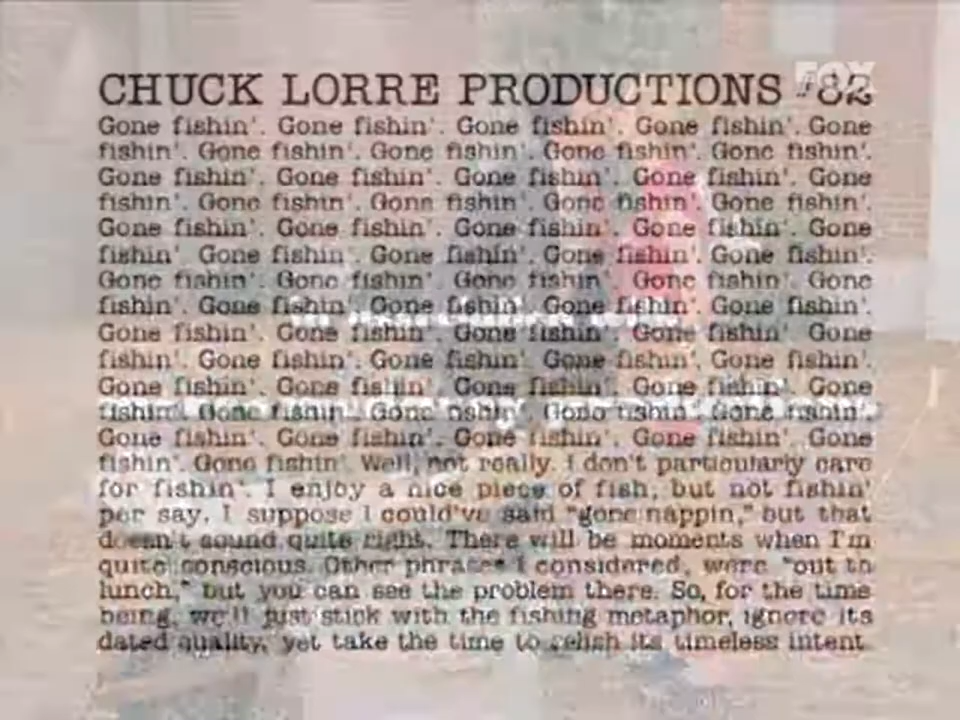 FOX
CHUCK LORRE PRODUCTIONS #82
Gone fishin'. Gone fishin'. Gone fishin'. Gone fishin'. Gone
fishin'. Gone fishin'. Gone fishin'. Gone fishin'. Gone fishin'.
Gone fishin'. Gone fishin'. Gone fishin'. Gone fishin'. Gone
fishin'. Gone fishin'. Gone fishin'. Gone fishin'. Gone fishin'.
Gone fishin'. Gone fishin'. Gone fishin'. Gone fishin'. Gone
fishin'. Gone fishin'. Gone fishin'. Gone fishin'. Gone fishin'.
Gone fishin'. Gone fishin'. Gone fishin'. Gone fishin'. Gone
fishin'. Gone fishin'. Gone fishin'. Gone fishin'. Gone fishin'.
Gone fishin'. Gone fishin'. Gone fishin'. Gone fishin'. Gone
fishin'. Gone fishin'. Gone fishin'. Gone fishin'. Gone fishin'.
Gone fishin'. Gone fishin'. Gone fishin'. Gone fishin'. Gone
fishin'. Gone fishin'. Gone fishin'. Gone fishin'. Gone fishin'.
Gone fishin'. Gone fishin'. Gone fishin'. Gone fishin'. Gone
fishin'. Gone fishin'. Well, not really. I don't particularly care
for fishin'. I enjoy a nice piece of fish, but not fishin'
per say. I suppose I could've said "gone nappin," but that
doesn't sound quite right. There will be moments when I'm
quite conscious. Other phrases I considered, were "out to
lunch," but you can see the problem there. So, for the time
being, we'll just stick with the fishing metaphor, ignore its
dated quality, yet take the time to relish its timeless intent.